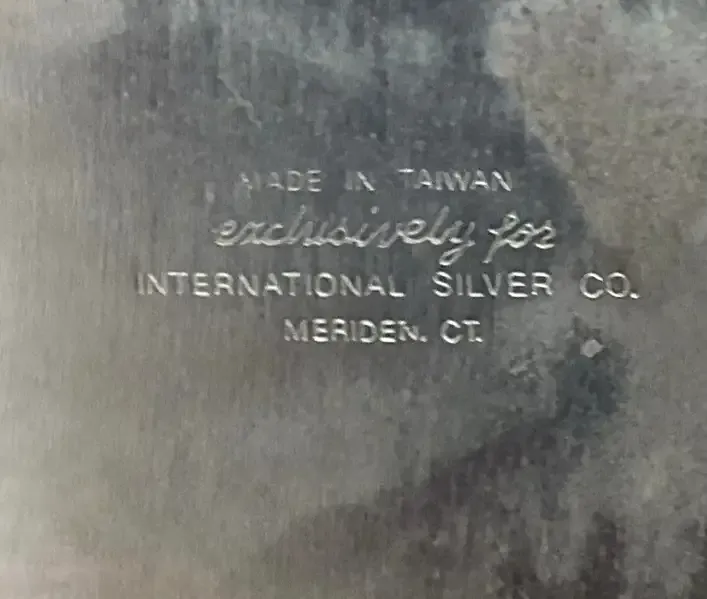 MADE IN TAIWAN
exclusively for
INTERNATIONAL SILVER CO.
MERIDEN. CT.